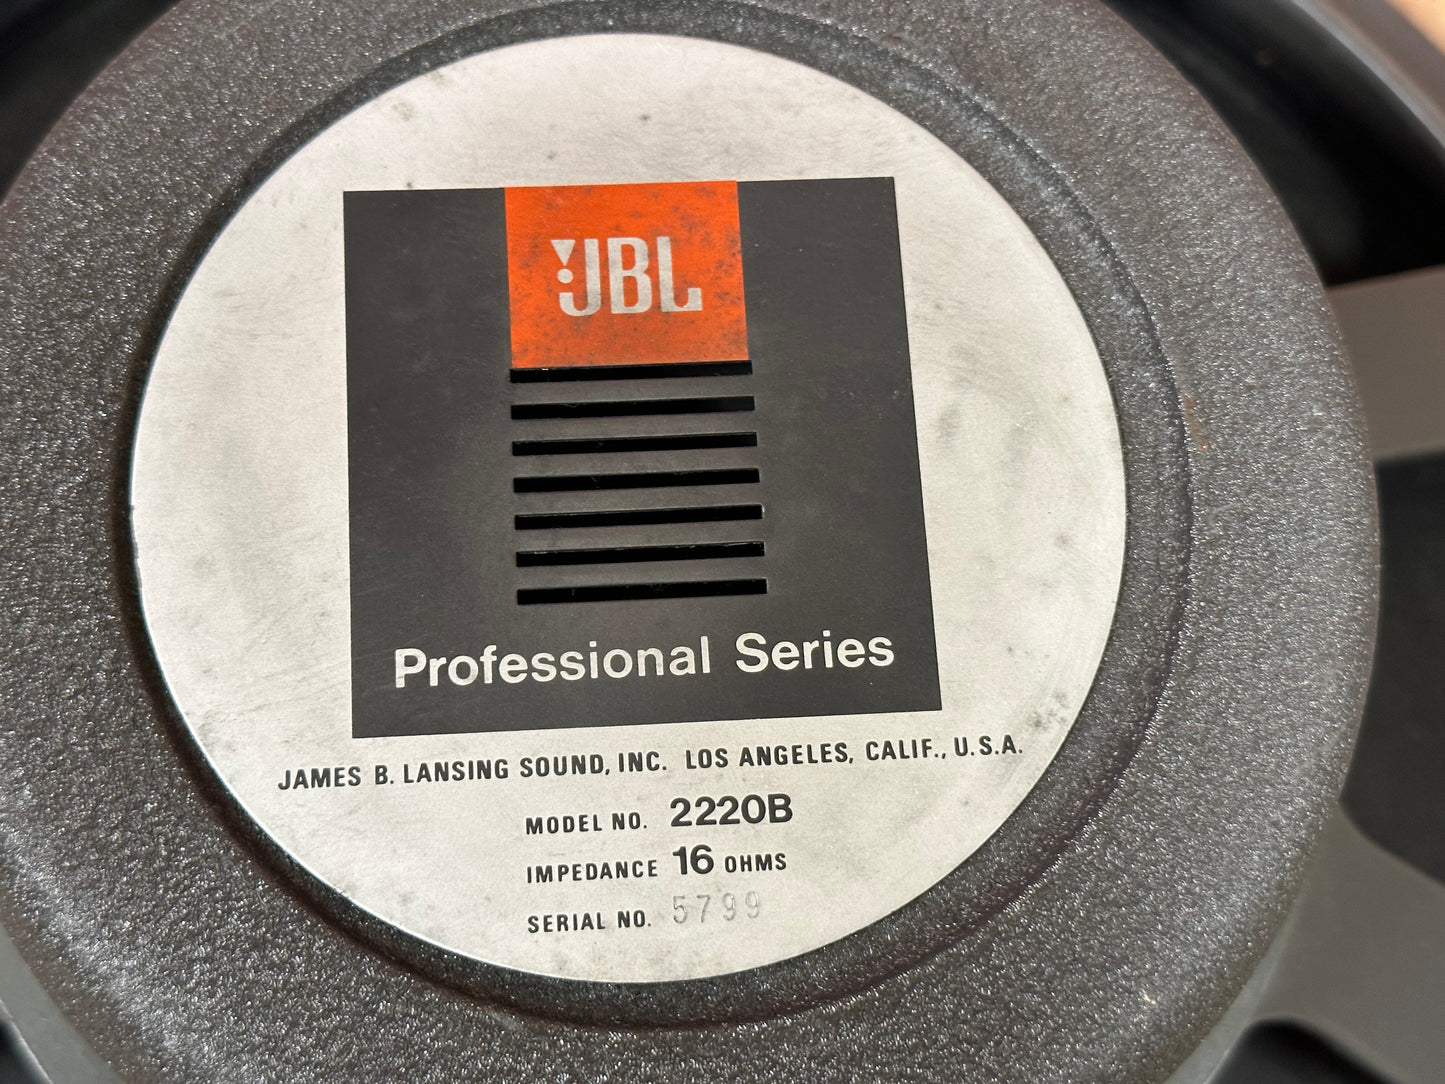 JBL
Professional Series
JAMES B. LANSING SOUND, INC. LOS ANGELES, CALIF., U.S.A.
MODEL NO. 2220B
IMPEDANCE 16 OHMS
SERIAL NO. 5799